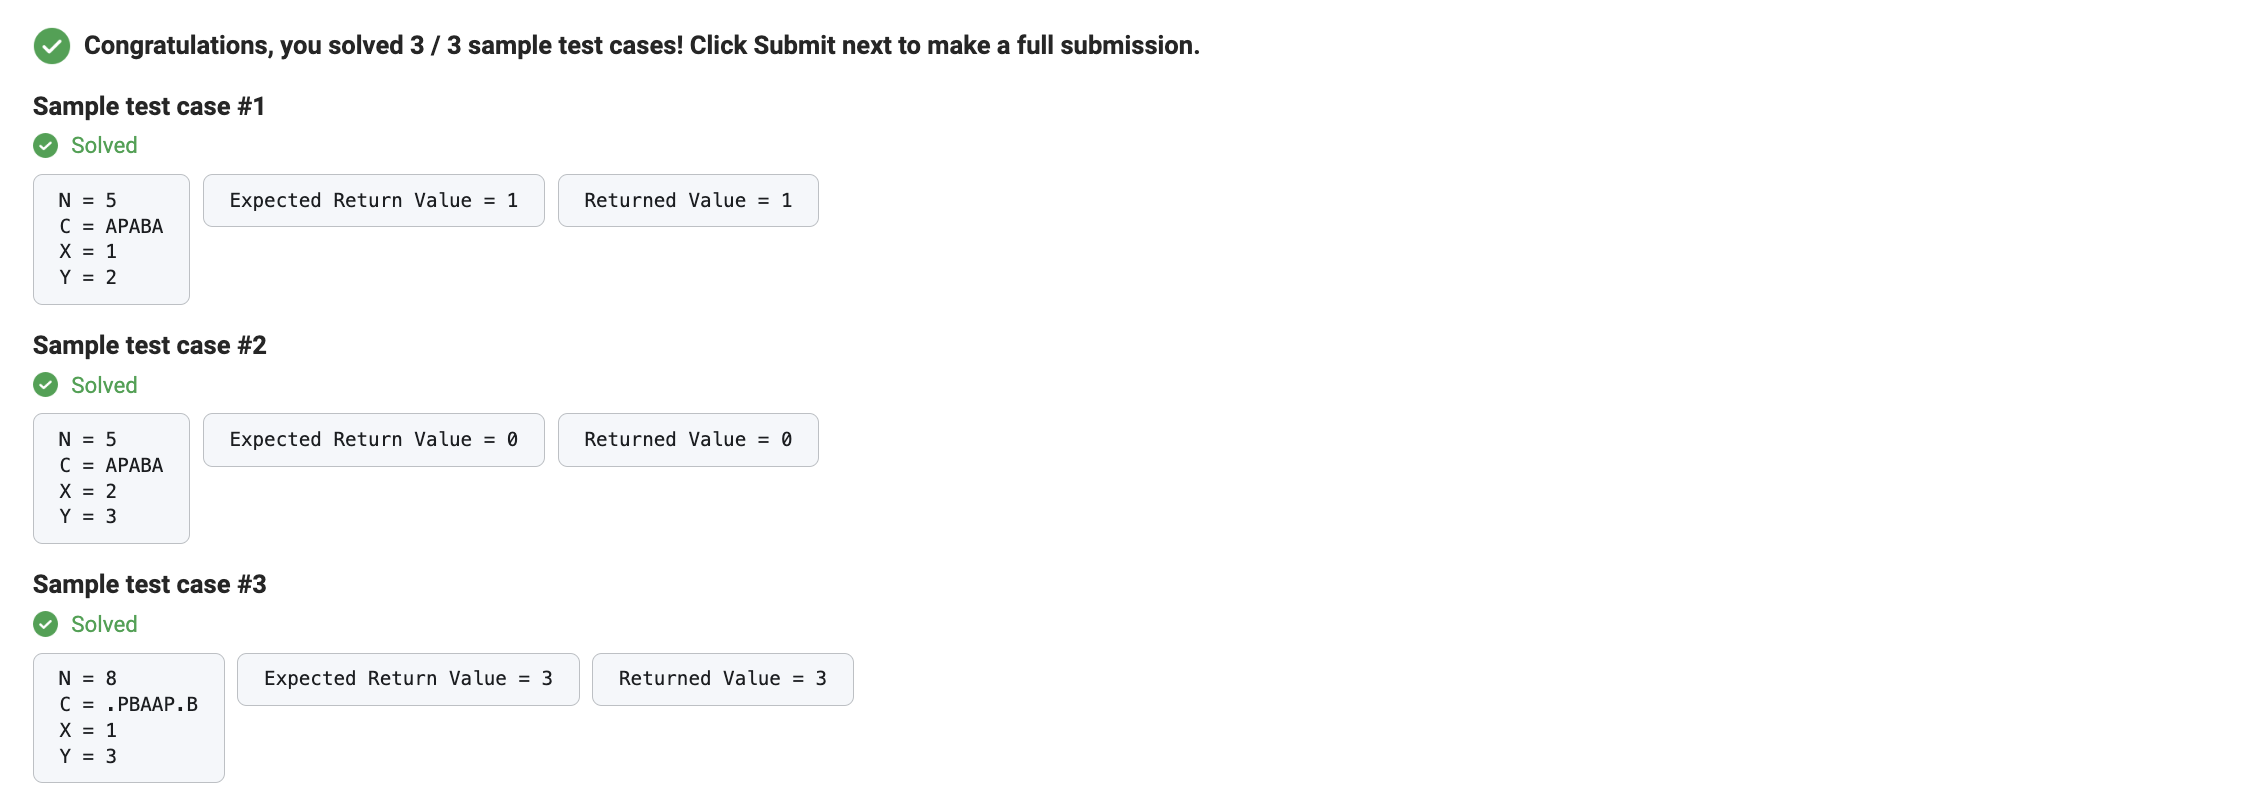 Congratulations, you solved 3 / 3 sample test cases! Click Submit next to make a full submission.
Sample test case #1
Solved
N = 5
C = APABA
X = 1
Y = 2
Expected Return Value = 1
Returned Value = 1
Sample test case #2
Solved
N = 5
C = APABA
X = 2
Y = 3
Expected Return Value = 0
Returned Value = 0
Sample test case #3
Solved
N = 8
C = .PBAAP.B
X = 1
Y = 3
Expected Return Value = 3
Returned Value = 3